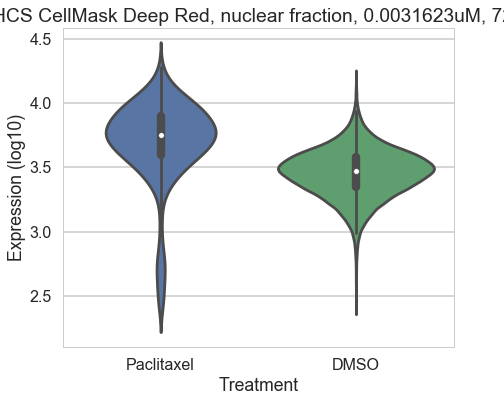 HCS CellMask Deep Red, nuclear fraction, 0.0031623uM, 72
4.5
4.0
3.5
3.0
2.5
Expression (log10)
Paclitaxel DMSO
Treatment